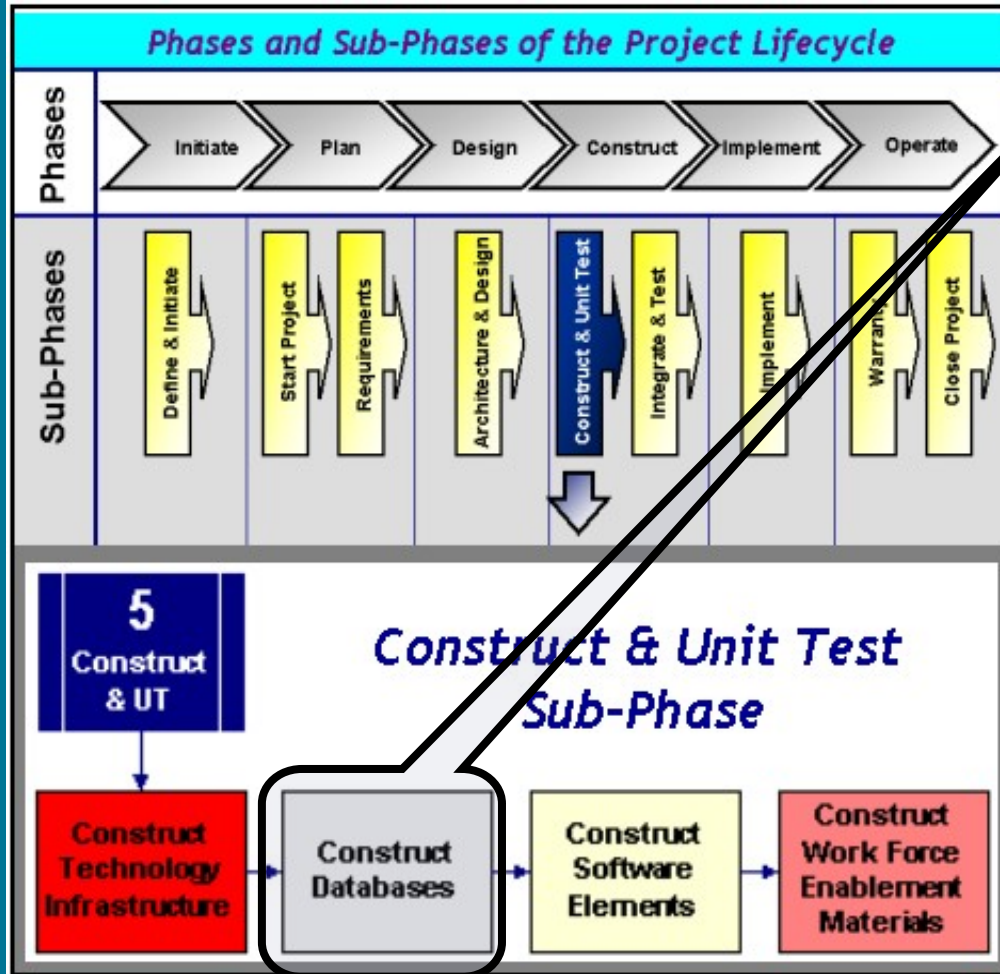 Phases and Sub-Phases of the Project Lifecycle
Phases
Initiate
Plan
Design
Construct
Implement
Operate
Sub-Phases
Define & Initiate
Start Project
Requirements
Architecture & Design
Construct & Unit Test
Integrate & Test
Implement
Warranty
Close Project
5
Construct
& UT
Construct & Unit Test
Sub-Phase
Construct
Technology
Infrastructure
Construct
Databases
Construct
Software
Elements
Construct
Work Force
Enablement
Materials